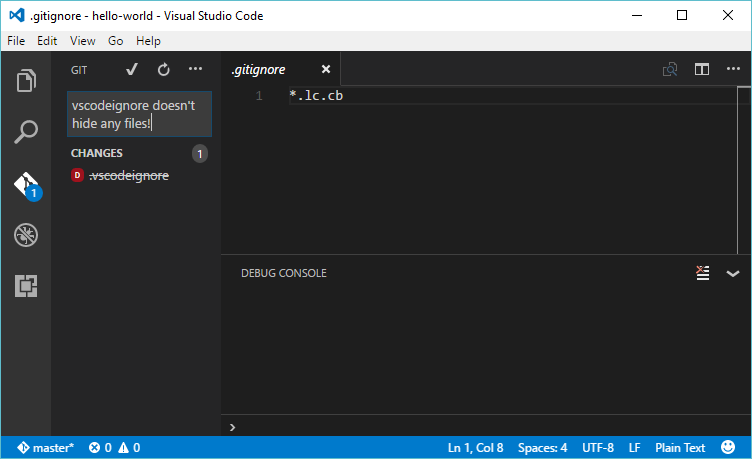 .gitignore - hello-world - Visual Studio Code
File Edit View Go Help
GIT
.gitignore
vscodeignore doesn't
hide any files!
1 *.lc.cb
CHANGES 1
D .vscodeignore
1
DEBUG CONSOLE
master* 0 0 Ln 1, Col 8 Spaces: 4 UTF-8 LF Plain Text